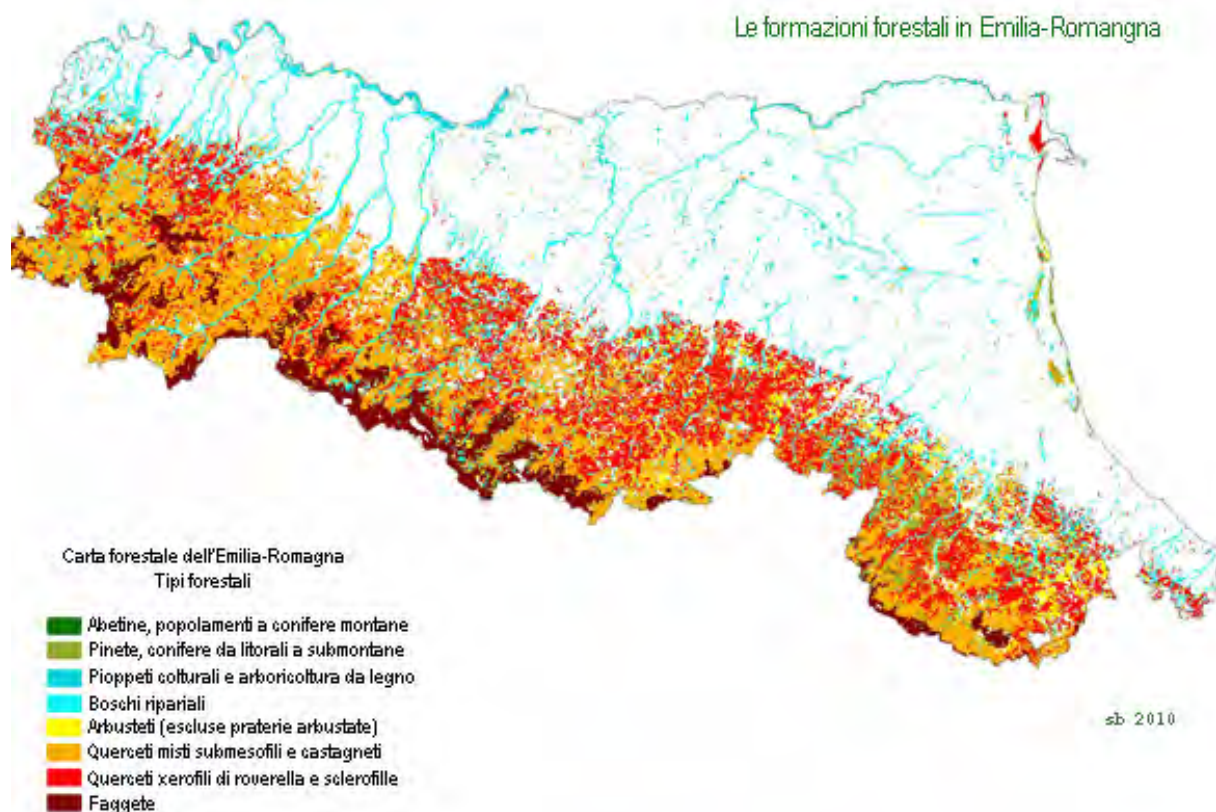 Le formazioni forestali in Emilia-Romangna
Carta forestale dell'Emilia-Romagna
Tipi forestali
Abetine, popolamenti a conifere montane
Pinete, conifere da litorali a submontane
Pioppeti colturali e arboricoltura da legno
Boschi ripariali
Arbusteti (escluse praterie arbustate)
Querceti misti submesofili e castagneti
Querceti xerofili di roverella e sclerofille
Faggete
sb 2010